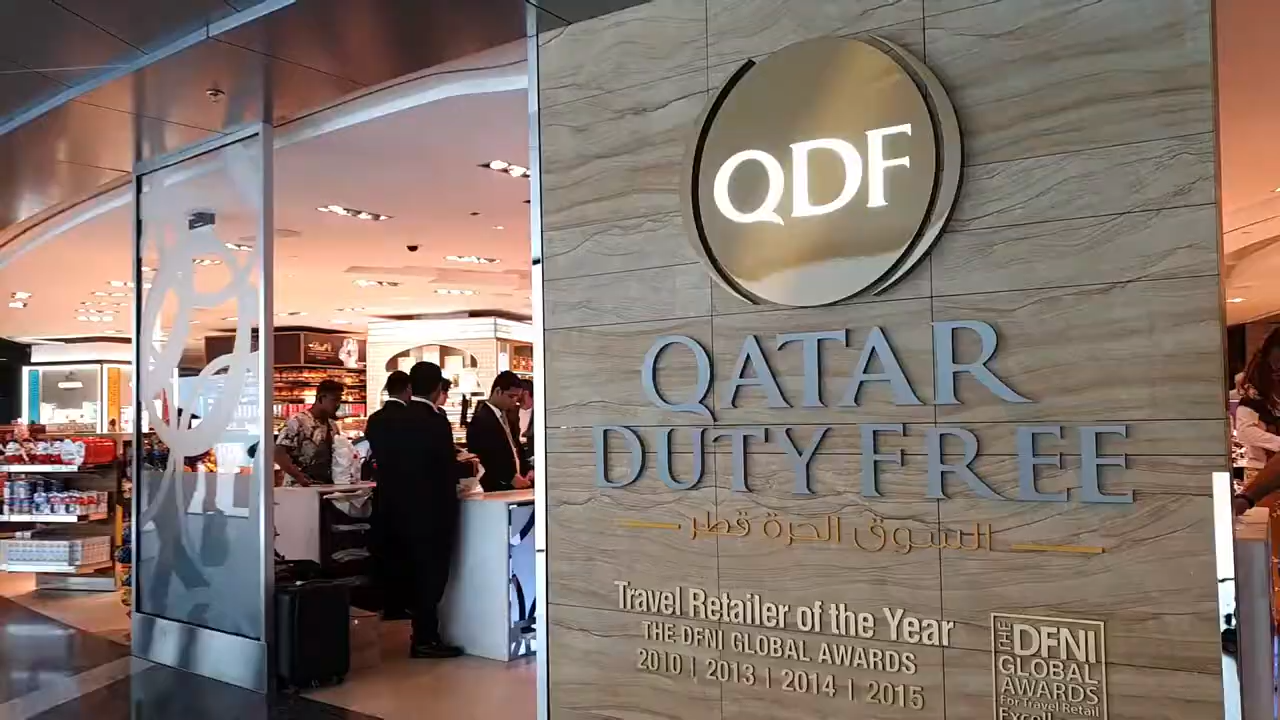 QDF
QATAR
DUTY FREE
السوق الحرة قطر
Travel Retailer of the Year
THE DFNI GLOBAL AWARDS
2010 | 2013 | 2014 | 2015
THE DFNI
GLOBAL
AWARDS
For Travel Retail